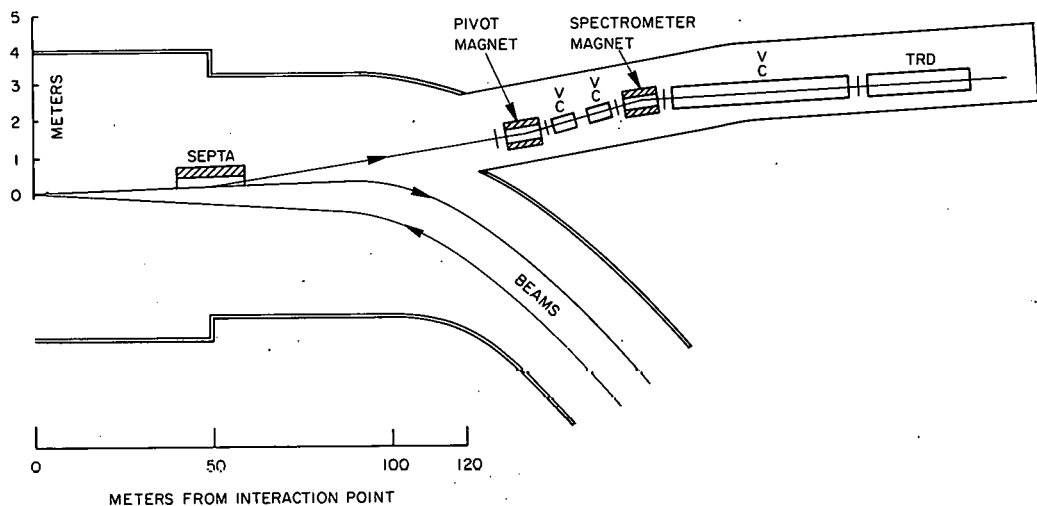 5
4
3
2
1
0
METERS
PIVOT
MAGNET
SPECTROMETER
MAGNET
V
C
V
C
V
C
TRD
SEPTA
BEAMS
0
50
100
120
METERS FROM INTERACTION POINT